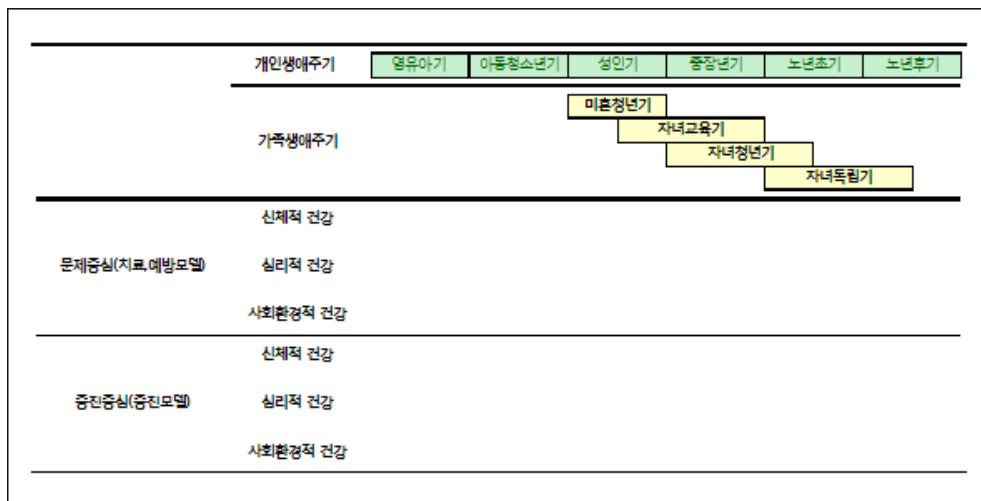 개인생애주기 영유아기 아동청소년기 성인기 중장년기 노년초기 노년후기
미혼청년기
가족생애주기 자녀교육기
자녀청년기
자녀독립기
신체적 건강
문제중심(치료,예방모델) 심리적 건강
사회환경적 건강
신체적 건강
증진중심(증진모델) 심리적 건강
사회환경적 건강